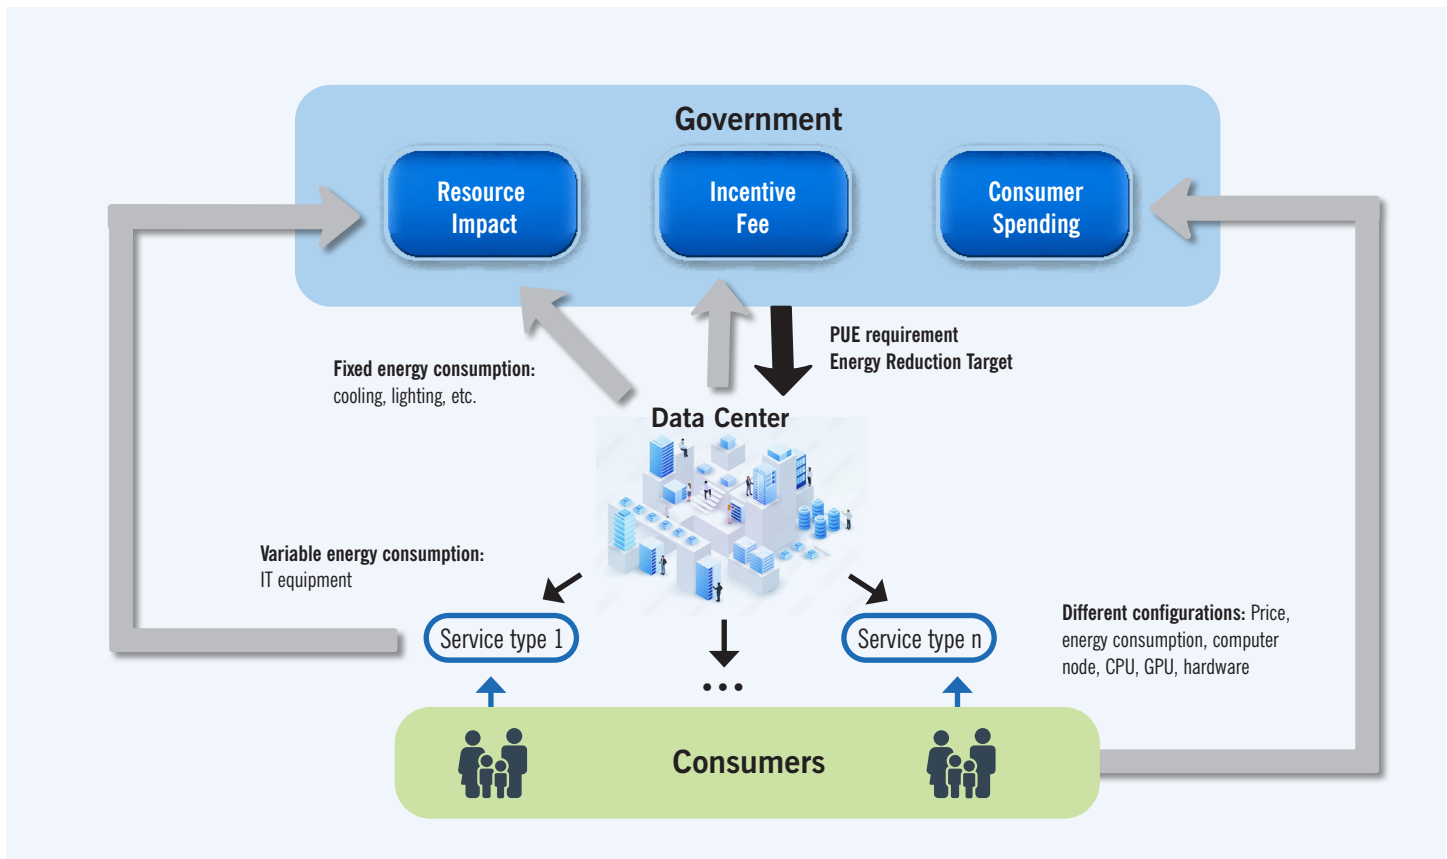 Government
Resource
Impact
Incentive
Fee
Consumer
Spending
PUE requirement
Energy Reduction Target
Fixed energy consumption:
cooling, lighting, etc.
Data Center
Variable energy consumption:
IT equipment
Service type 1
...
Service type n
Different configurations: Price,
energy consumption, computer
node, CPU, GPU, hardware
Consumers